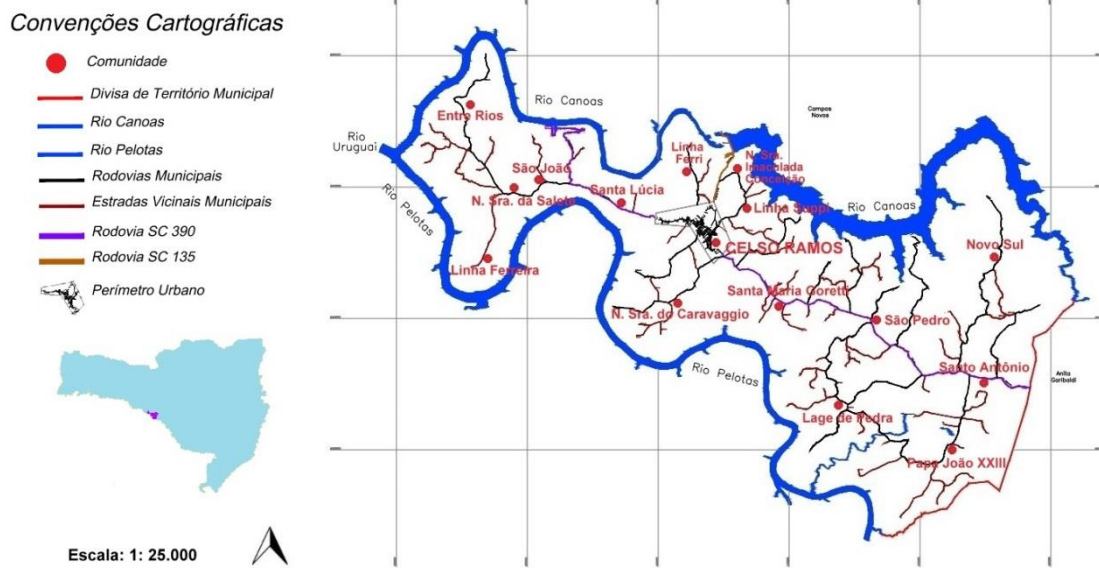 Convenções Cartográficas
Comunidade
Divisa de Território Municipal
Rio Canoas
Rio Pelotas
Rodovias Municipais
Estradas Vicinais Municipais
Rodovia SC 390
Rodovia SC 135
Perímetro Urbano
Escala: 1: 25.000
Rio Canoas
Campos
Novos
Entre Rios
Rio
Uruguai
Linha
Ferri
N. Sra.
Imaculada
Conceição
São João
Santa Lúcia
N. Sra. da Salete
Rio Pelotas
Linha Suppi
Rio Canoas
CELSO RAMOS
Novo Sul
Linha Ferreira
Santa Maria Goretti
N. Sra. do Caravaggio
São Pedro
Rio Pelotas
Santo Antônio
Anita
Garibaldi
Lage de Pedra
Papa João XXIII